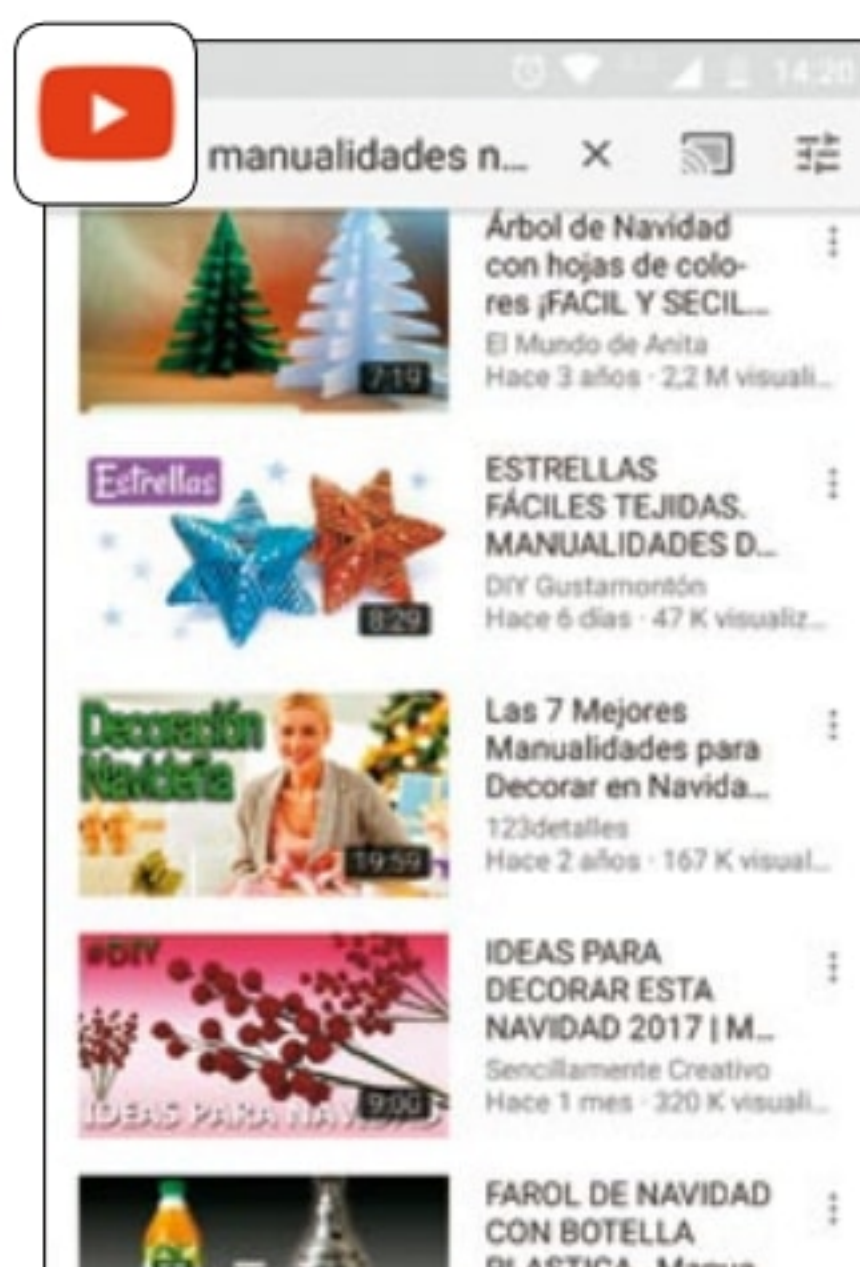 14:20
manualidades n...
Árbol de Navidad
con hojas de colo-
res ¡FACIL Y SECIL...
El Mundo de Anita
Hace 3 años · 2,2 M visuali...
7:19
Estrellas
8:29
ESTRELLAS
FÁCILES TEJIDAS.
MANUALIDADES D...
DIY Gustamontón
Hace 6 días · 47 K visualiz...
Decoración
Navideña
19:59
Las 7 Mejores
Manualidades para
Decorar en Navida...
123detalles
Hace 2 años · 167 K visual...
#DIY
IDEAS PARA NAVIDAD
9:00
IDEAS PARA
DECORAR ESTA
NAVIDAD 2017 | M...
Sencillamente Creativo
Hace 1 mes · 320 K visuali...
FAROL DE NAVIDAD
CON BOTELLA
PLASTICA